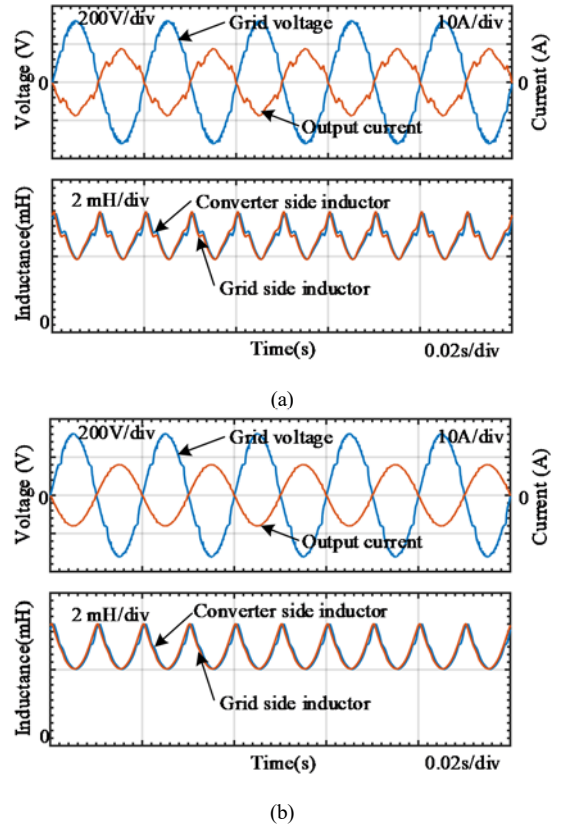 200V/div
Grid voltage
10A/div
Voltage (V)
0
0
Current (A)
Output current
2 mH/div
Converter side inductor
Inductance(mH)
Grid side inductor
0
Time(s)
0.02s/div
(a)
200V/div
Grid voltage
10A/div
Voltage (V)
0
0
Current (A)
Output current
2 mH/div
Converter side inductor
Inductance(mH)
Grid side inductor
0
Time(s)
0.02s/div
(b)